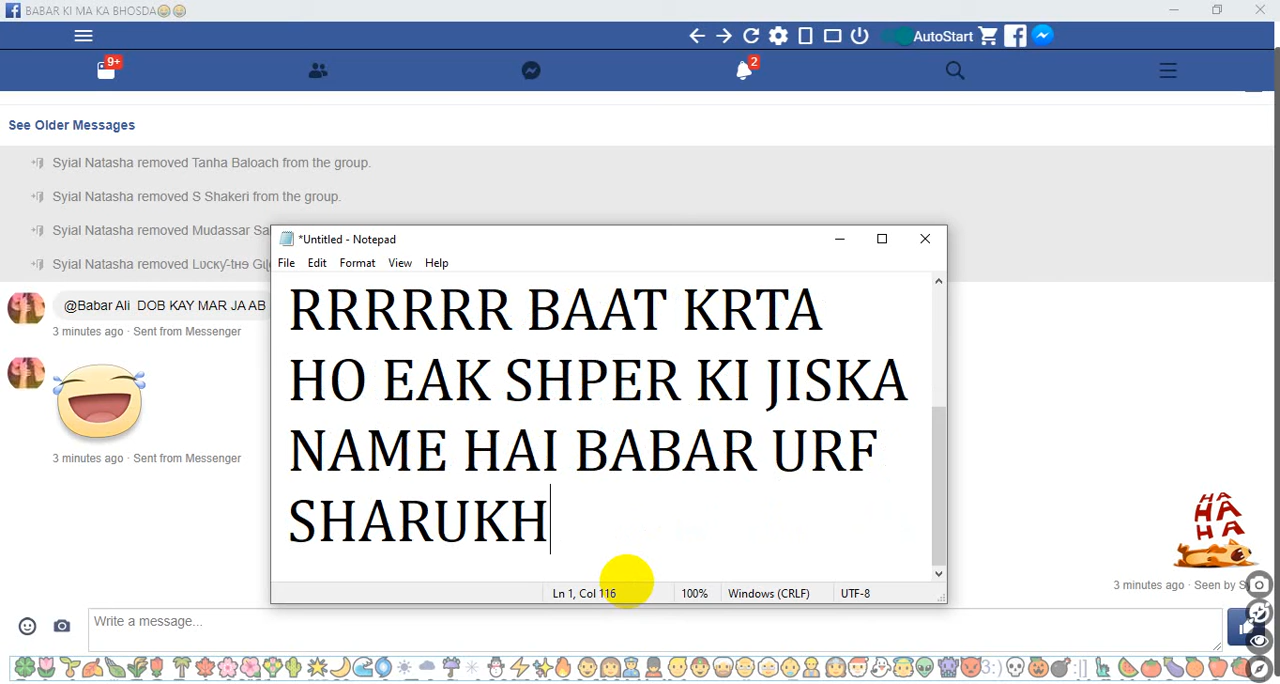 BABAR KI MA KA BHOSDA😂😂
AutoStart
9+
2
See Older Messages
Syial Natasha removed Tanha Baloach from the group.
Syial Natasha removed S Shakeri from the group.
Syial Natasha removed Mudassar
Syial Natasha removed
@Babar Ali DOB KAY MAR JA AB
3 minutes ago · Sent from Messenger
3 minutes ago · Sent from Messenger
*Untitled - Notepad
File Edit Format View Help
RRRRRR BAAT KRTA
HO EAK SHPER KI JISKA
NAME HAI BABAR URF
SHARUKH
Ln 1, Col 116 100% Windows (CRLF) UTF-8
HA
HA
HA
3 minutes ago · Seen by
Write a message...